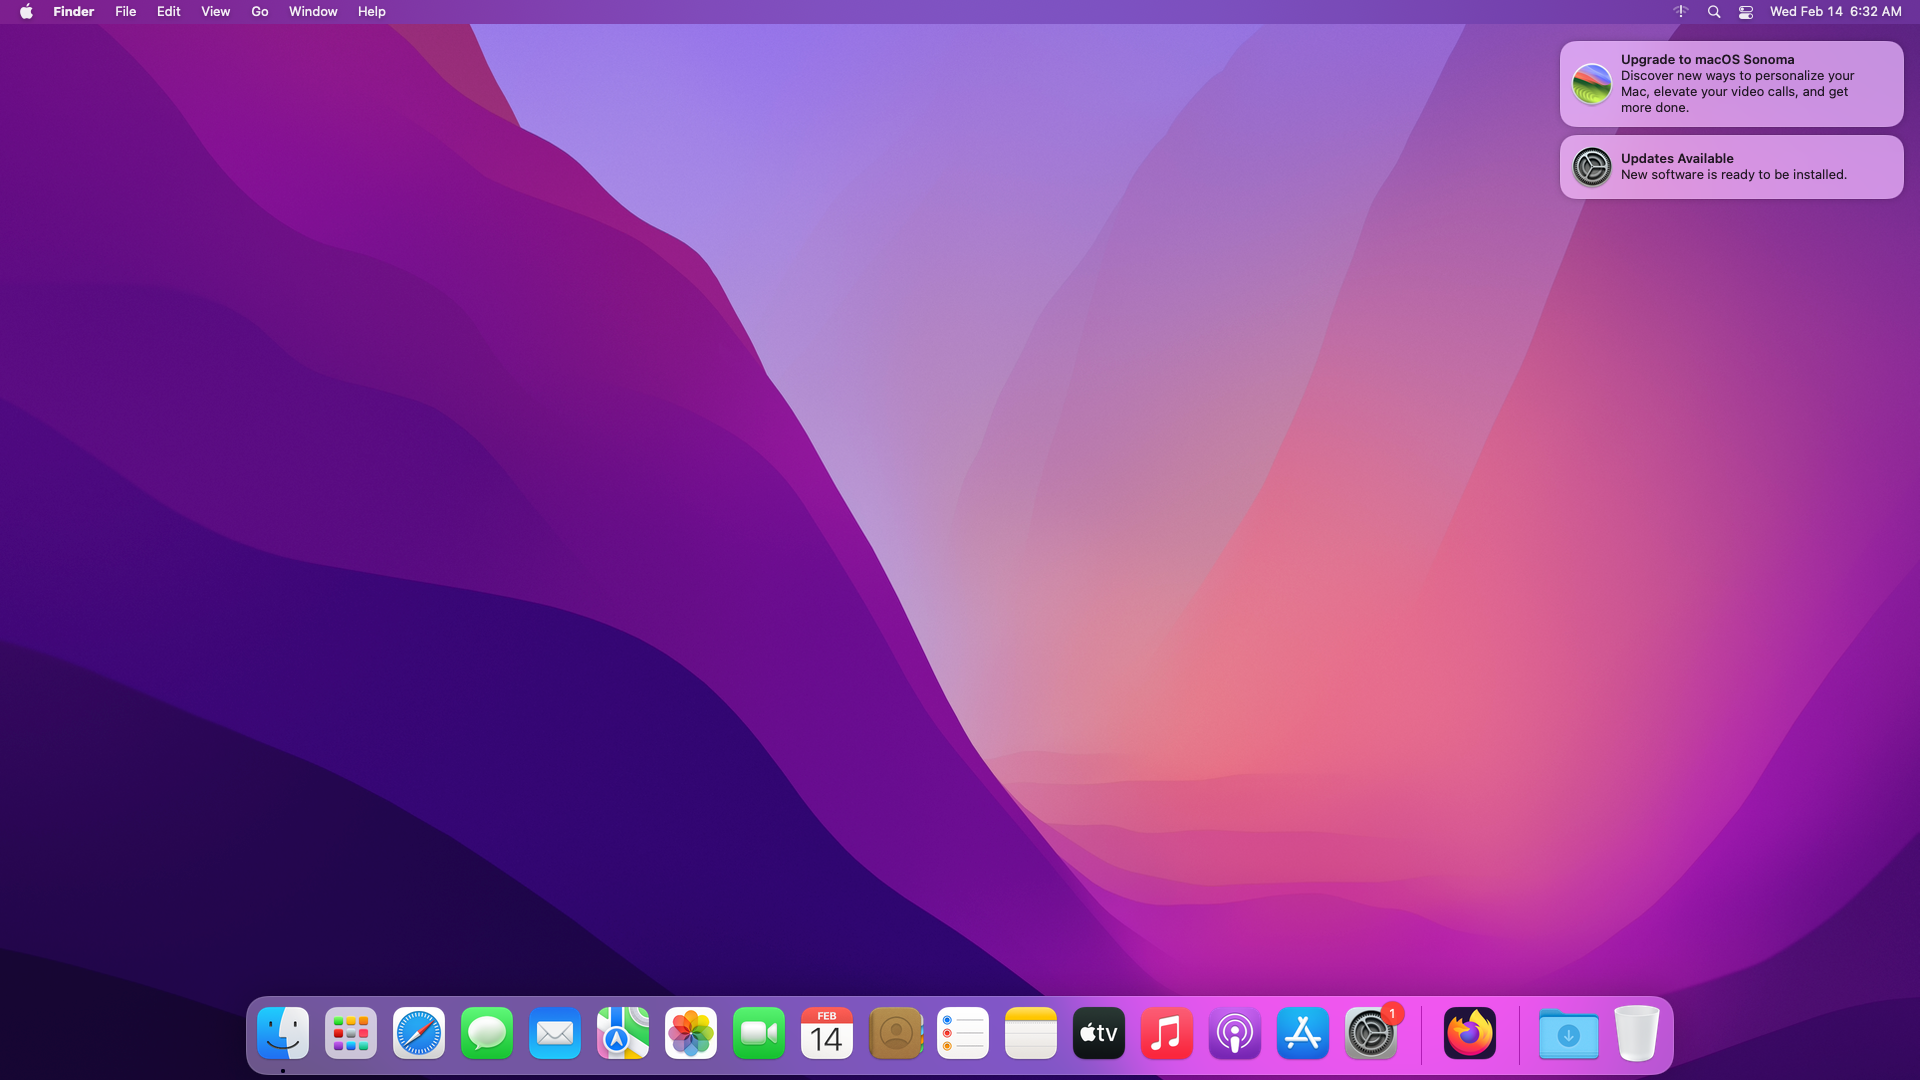 Finder File Edit View Go Window Help
Wed Feb 14 6:32 AM
Upgrade to macOS Sonoma
Discover new ways to personalize your
Mac, elevate your video calls, and get
more done.
Updates Available
New software is ready to be installed.
FEB
14
tv
1